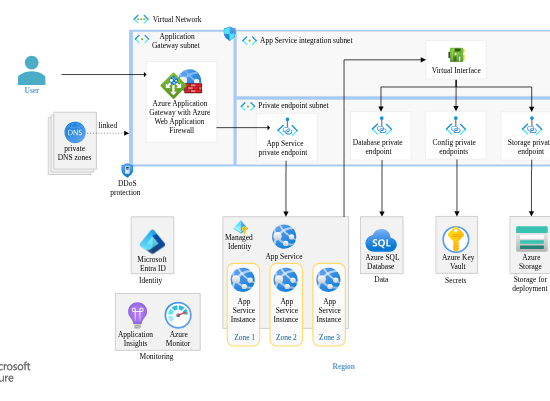 Virtual Network
Application
Gateway subnet
App Service integration subnet
Virtual Interface
User
Azure Application
Gateway with Azure
Web Application
Firewall
Private endpoint subnet
App Service
private endpoint
Database private
endpoint
Config private
endpoints
Storage privat
endpoint
DNS
linked
private
DNS zones
DDoS
protection
Microsoft
Entra ID
Identity
Managed
Identity
App Service
App
Service
Instance
Zone 1
App
Service
Instance
Zone 2
App
Service
Instance
Zone 3
SQL
Azure SQL
Database
Data
Azure Key
Vault
Secrets
Azure
Storage
Storage for
deployment
Application
Insights
Azure
Monitor
Monitoring
Region
crosoft
ure